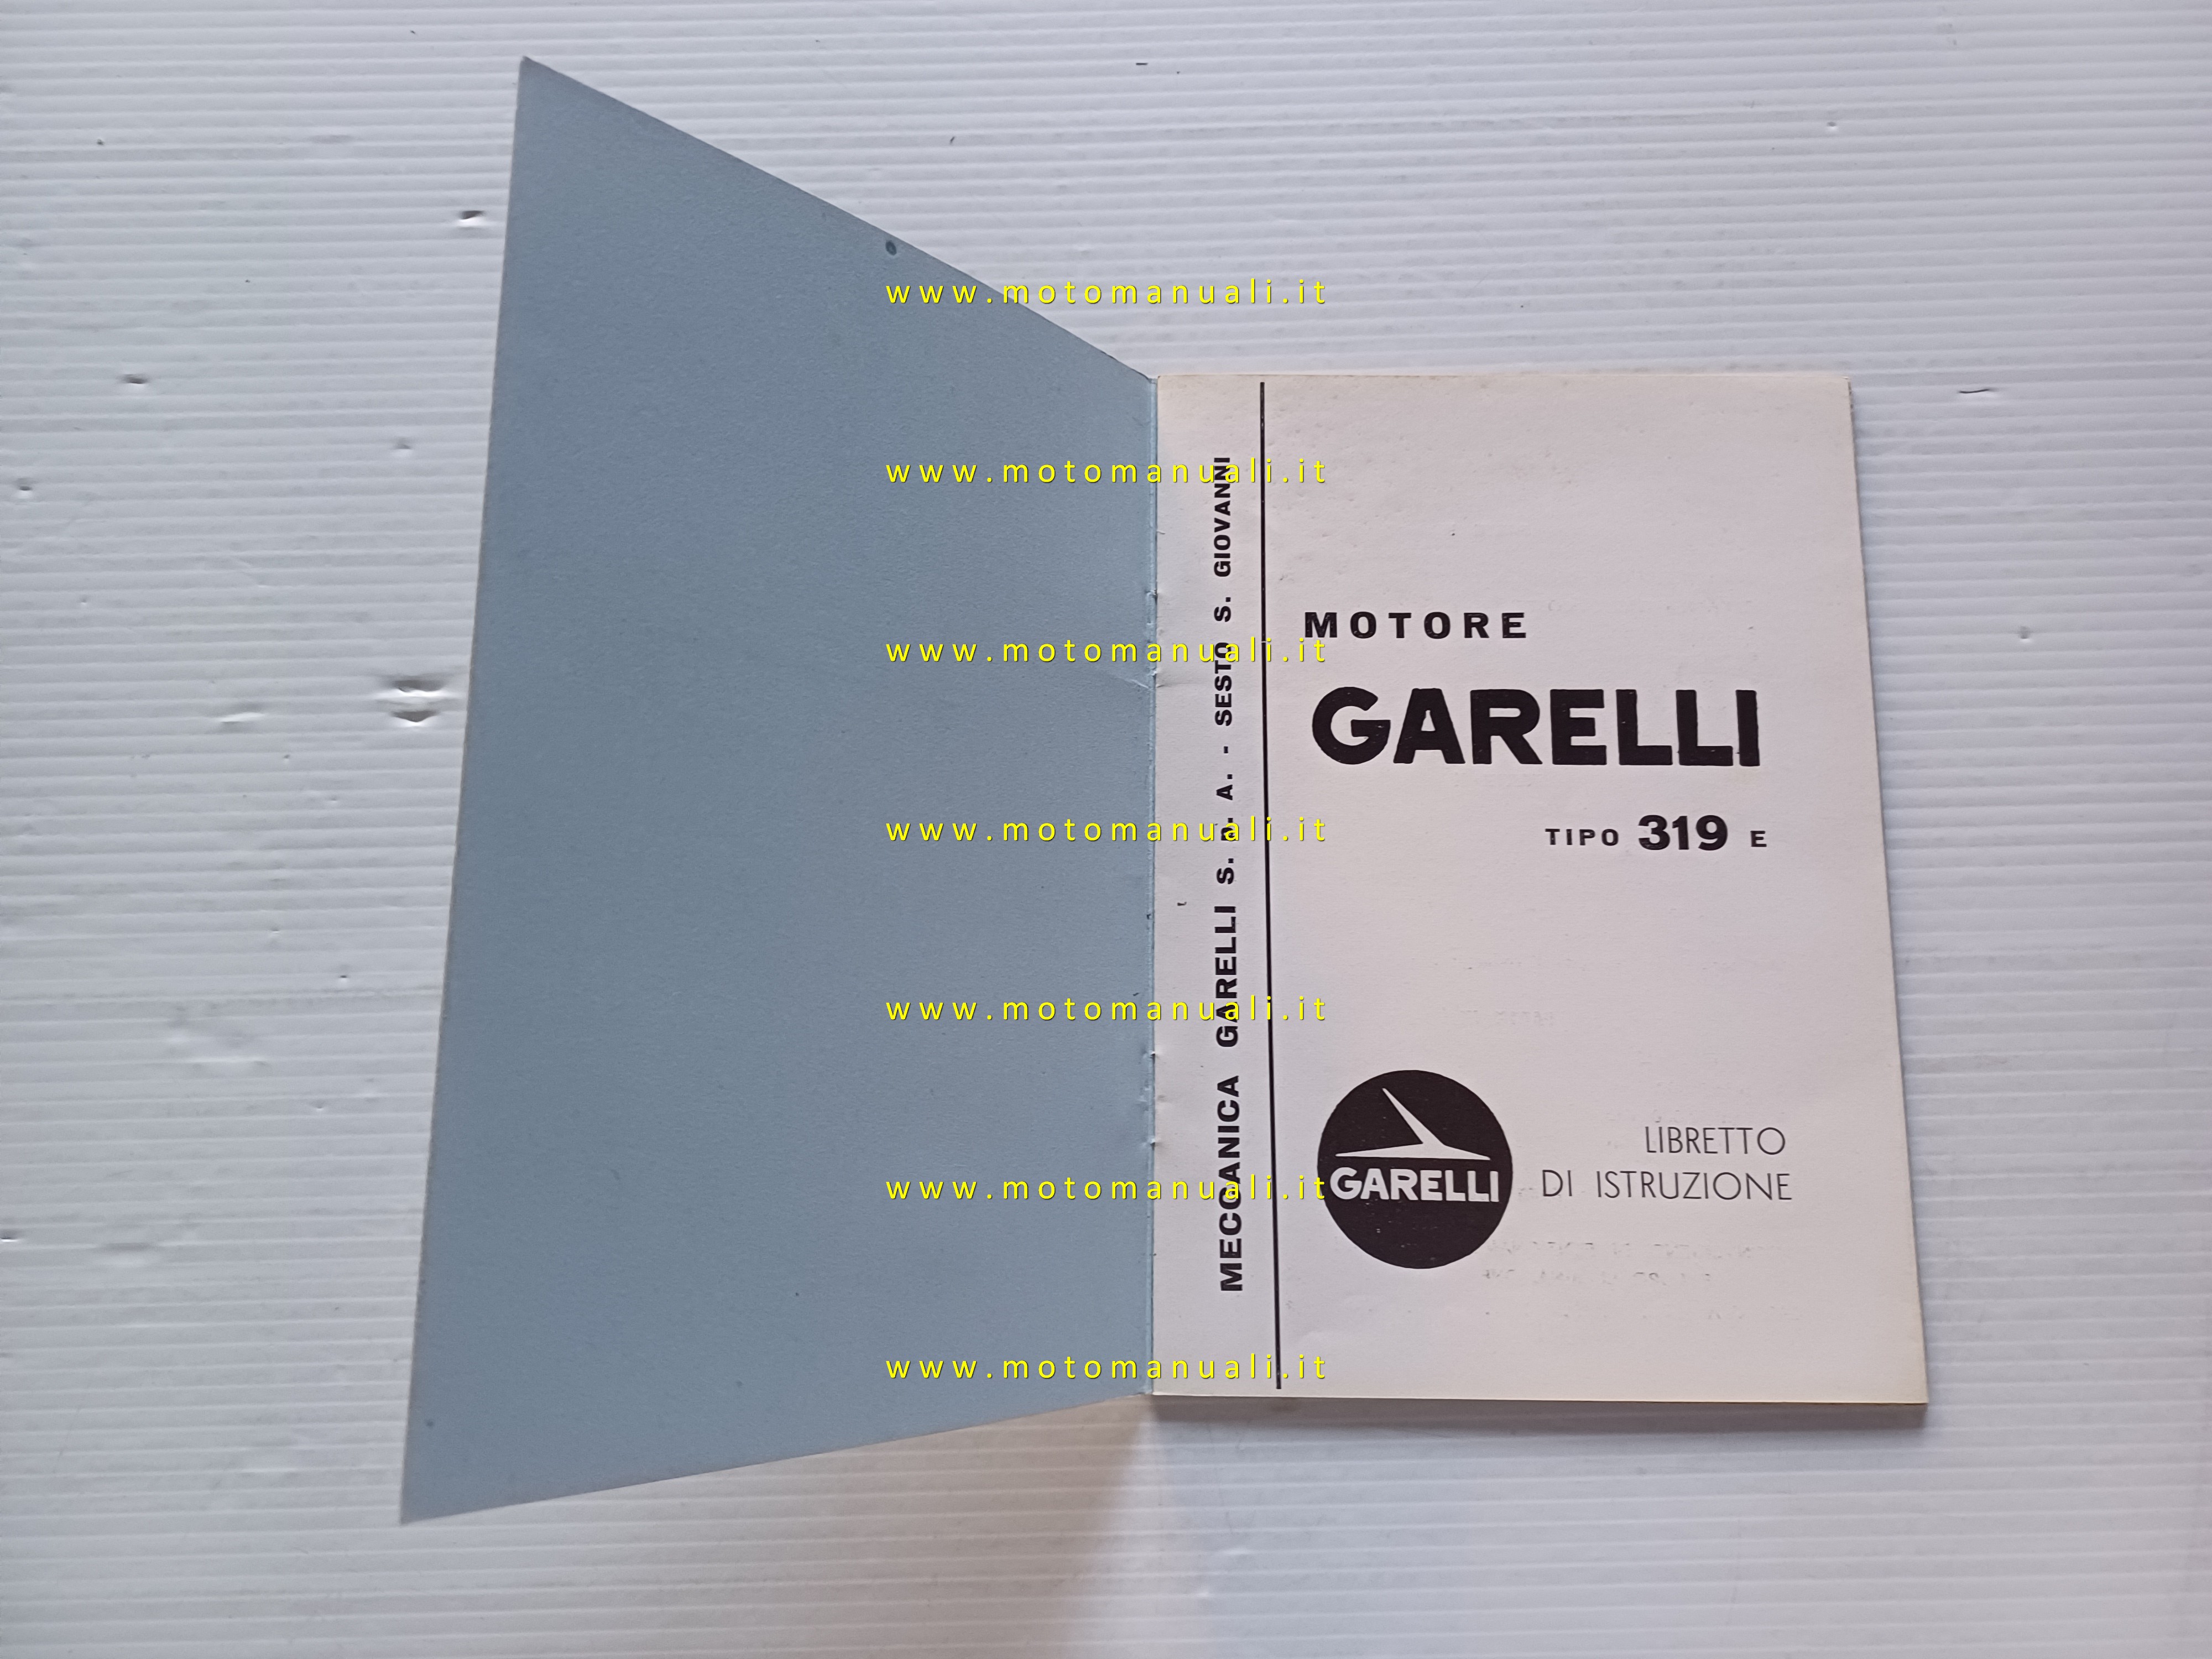 MECCANICA GARELLI S. P. A. - SESTO S. GIOVANNI
MOTORE
GARELLI
TIPO 319 E
GARELLI
LIBRETTO
DI ISTRUZIONE
www.motomanuali.it
www.motomanuali.it
www.motomanuali.it
www.motomanuali.it
www.motomanuali.it
www.motomanuali.it
www.motomanuali.it